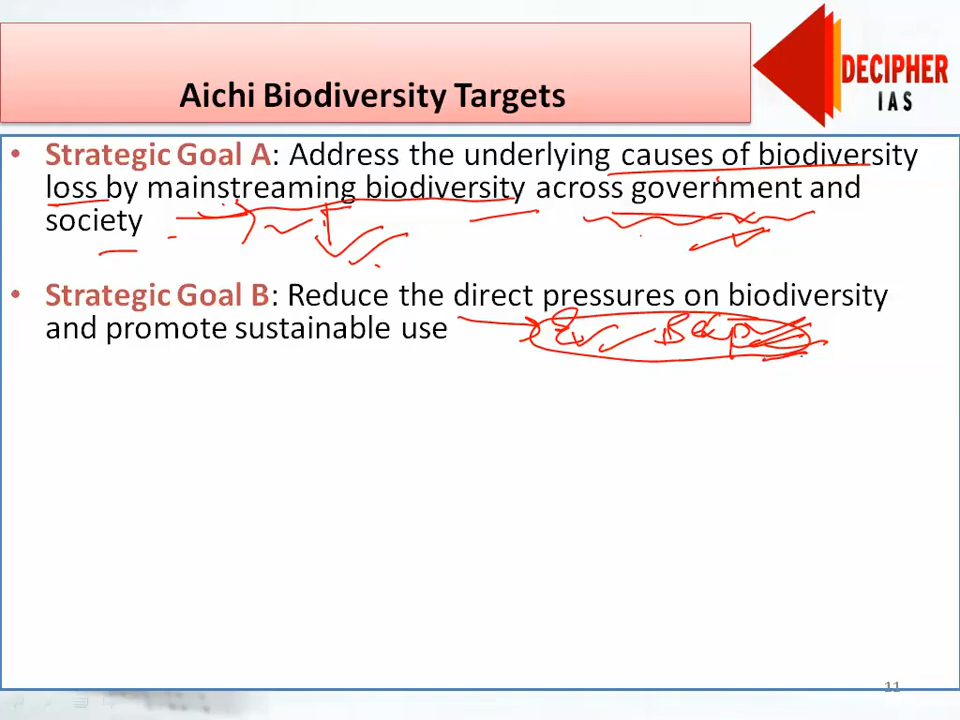 Aichi Biodiversity Targets
DECIPHER
IAS
• Strategic Goal A: Address the underlying causes of biodiversity
loss by mainstreaming biodiversity across government and
society
• Strategic Goal B: Reduce the direct pressures on biodiversity
and promote sustainable use
11